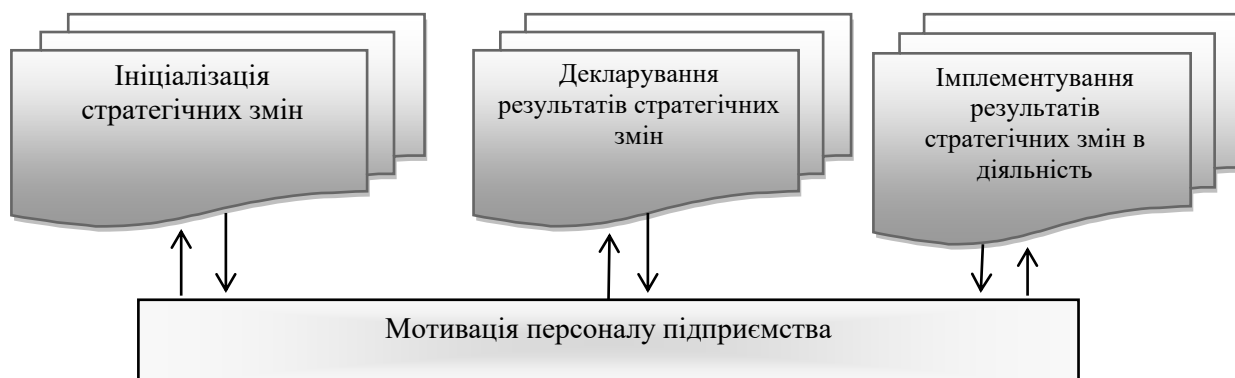 Ініціалізація
стратегічних змін
Декларування
результатів стратегічних
змін
Імплементування
результатів
стратегічних змін в
діяльність
Мотивація персоналу підприємства